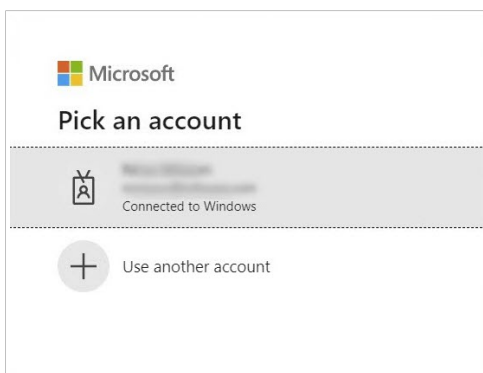 Microsoft
Pick an account
Connected to Windows
Use another account